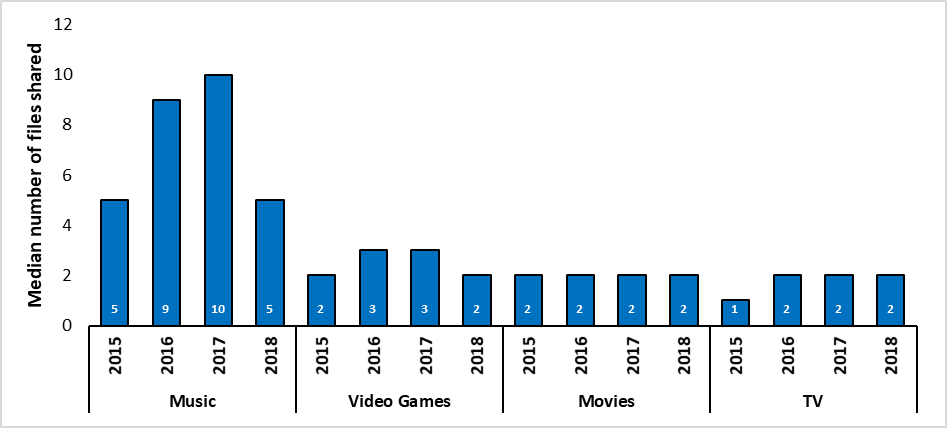 Median number of files shared
12
10
8
6
4
2
0
5 9 10 5 2 3 3 2 2 2 2 2 1 2 2 2
2015 2016 2017 2018 2015 2016 2017 2018 2015 2016 2017 2018 2015 2016 2017 2018
Music Video Games Movies TV